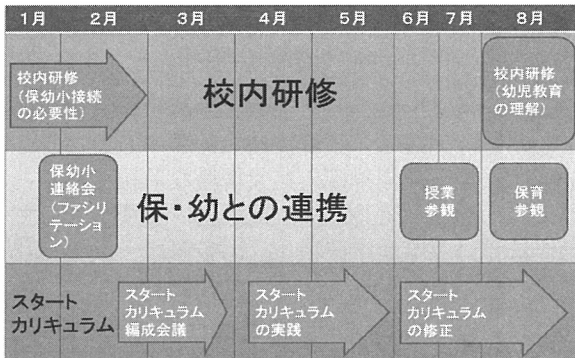 1月 2月 3月 4月 5月 6月 7月 8月
校内研修
(保幼小接続
の必要性)
校内研修
校内研修
(幼児教育
の理解)
保幼小
連絡会
(ファシリ
テーショ
ン)
保・幼との連携
授業
参観
保育
参観
スタート
カリキュラム
スタート
カリキュラム
編成会議
スタート
カリキュラム
の実践
スタート
カリキュラム
の修正